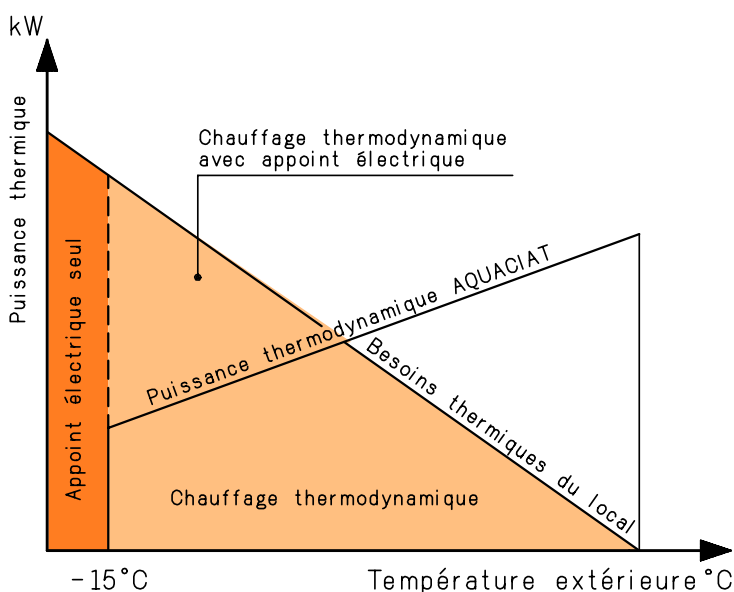 kW
Puissance thermique
Chauffage thermodynamique
avec appoint électrique
Appoint électrique seul
Puissance thermodynamique AQUACIAT
Besoins thermiques du local
Chauffage thermodynamique
-15°C
Température extérieure °C